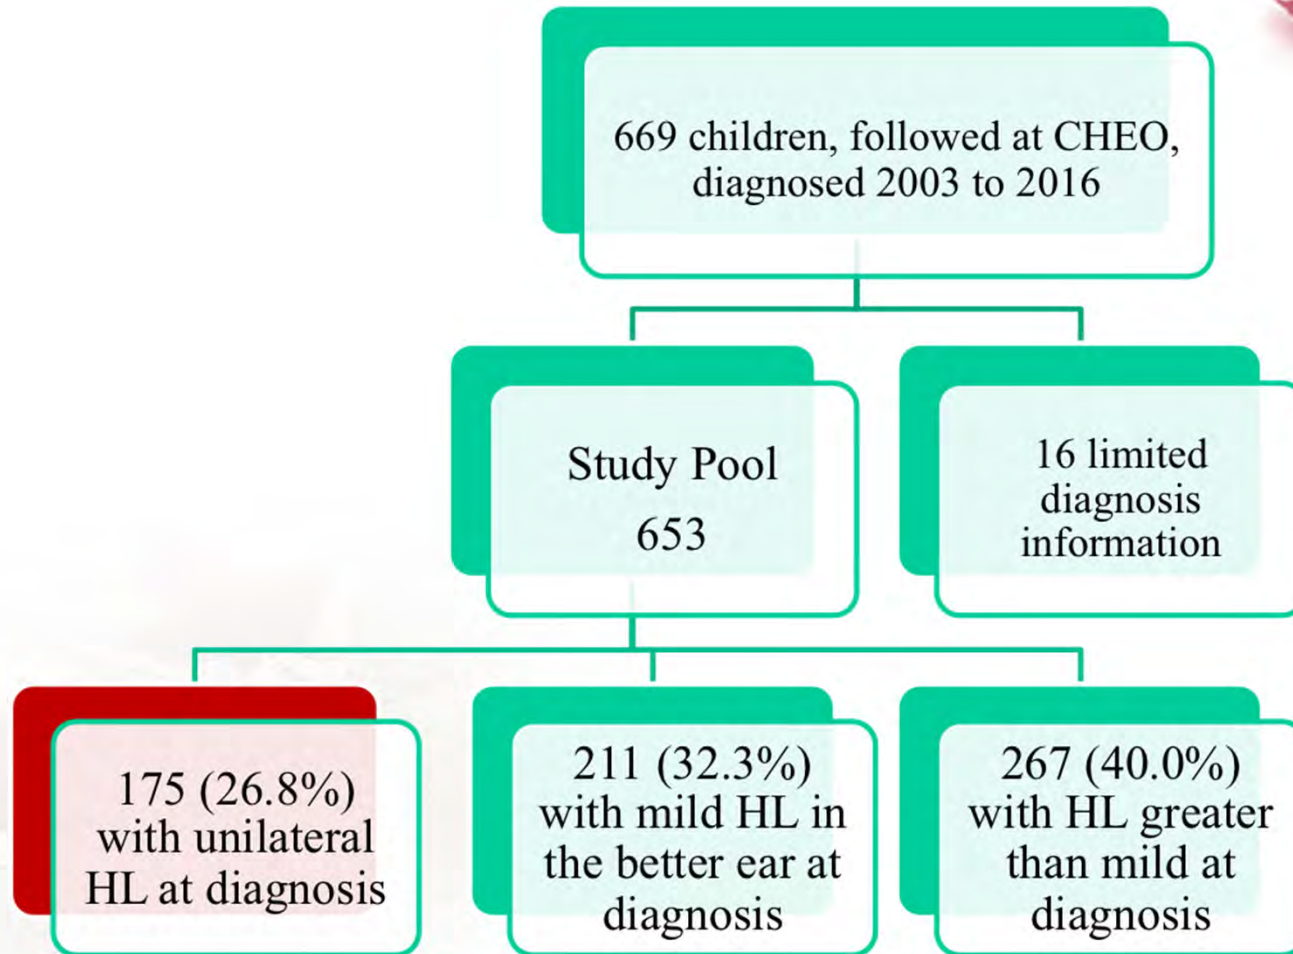 669 children, followed at CHEO,
diagnosed 2003 to 2016
Study Pool
653
16 limited
diagnosis
information
175 (26.8%)
with unilateral
HL at diagnosis
211 (32.3%)
with mild HL in
the better ear at
diagnosis
267 (40.0%)
with HL greater
than mild at
diagnosis